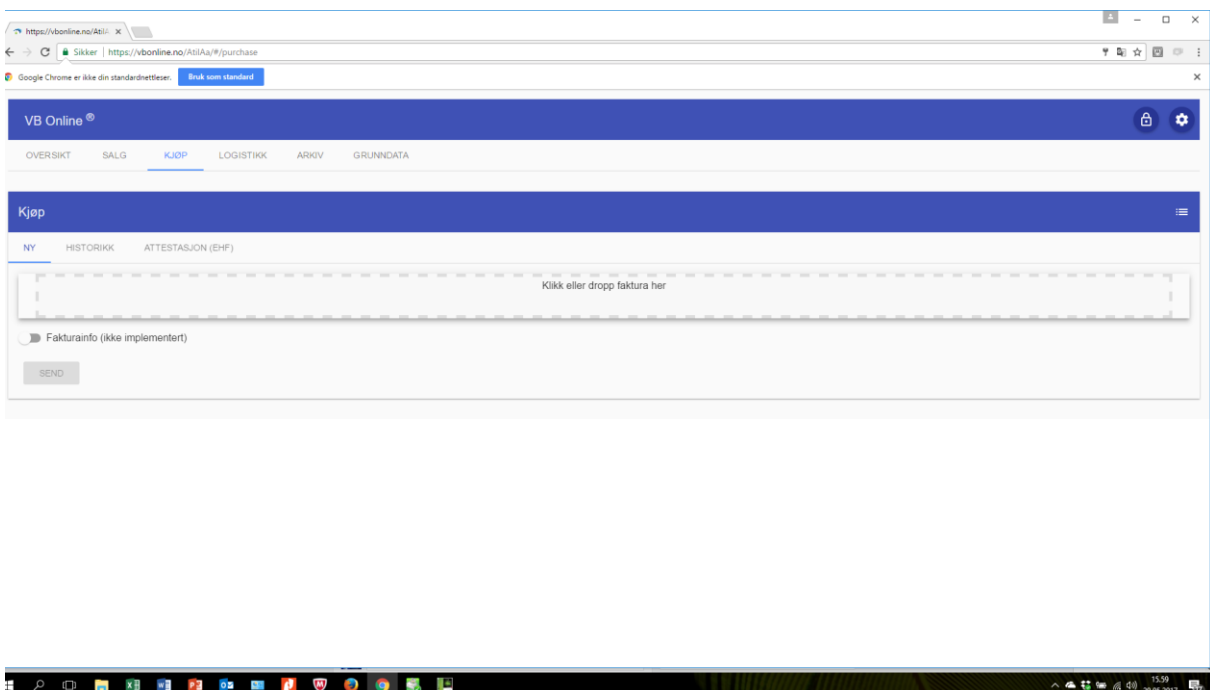 https://vbonline.no/AtilA
Sikker | https://vbonline.no/AtilAa/#/purchase
Google Chrome er ikke din standardnettleser. Bruk som standard
VB Online ®
OVERSIKT SALG KJØP LOGISTIKK ARKIV GRUNNDATA
Kjøp
NY HISTORIKK ATTESTASJON (EHF)
Klikk eller dropp faktura her
Fakturainfo (ikke implementert)
SEND
15.59